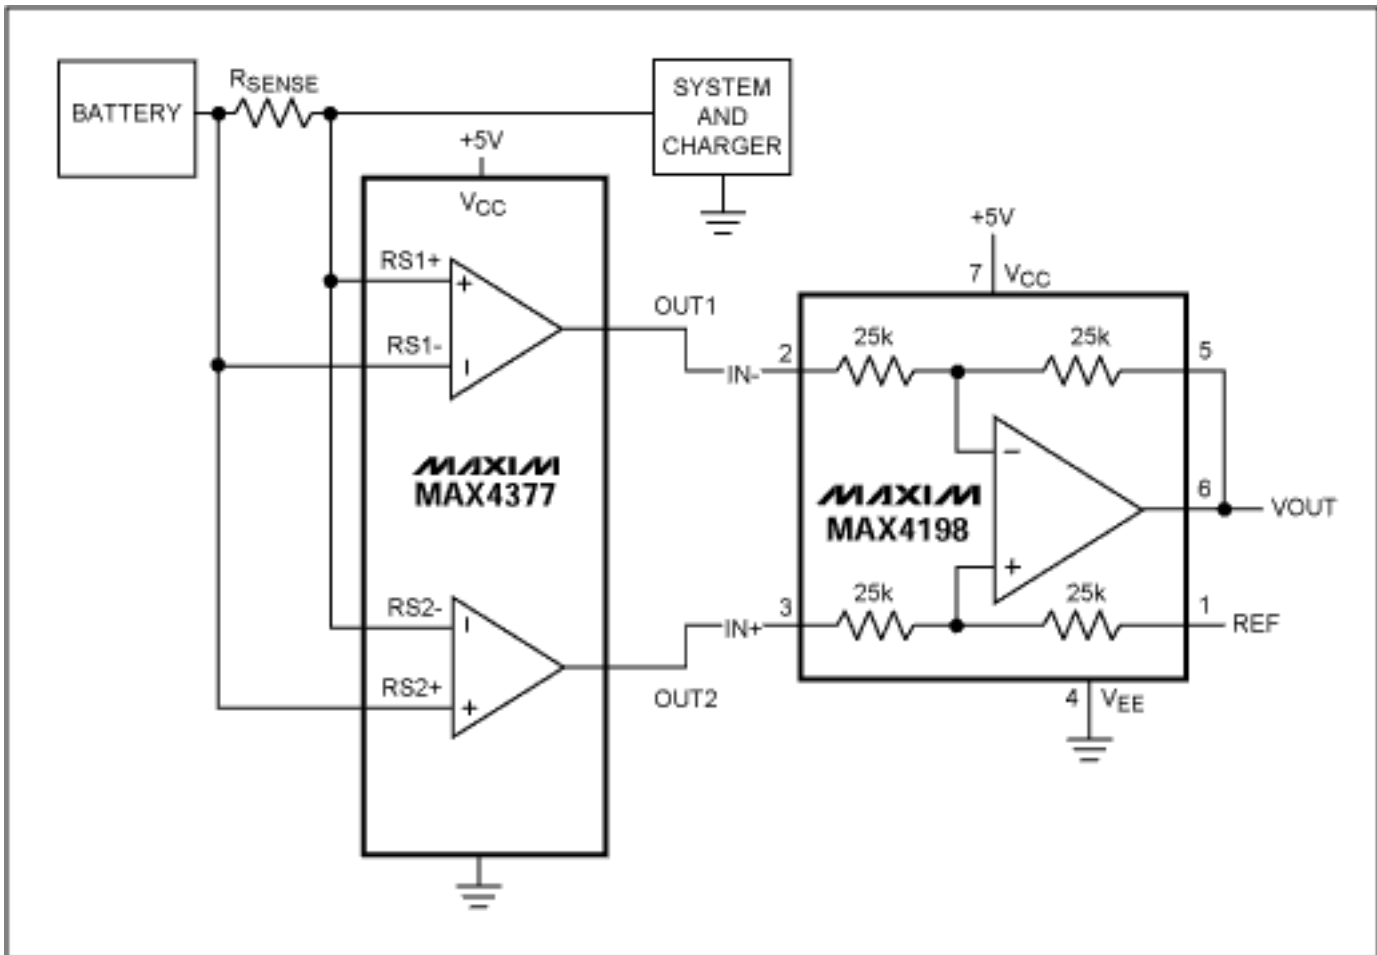 BATTERY
RSENSE
SYSTEM
AND
CHARGER
+5V
VCC
RS1+
+
RS1-
-
OUT1
MAXIM
MAX4377
RS2-
-
RS2+
+
OUT2
+5V
7 VCC
IN- 2
25k
25k
5
-
MAXIM
MAX4198
6
VOUT
+
IN+ 3
25k
25k
1
REF
4 VEE